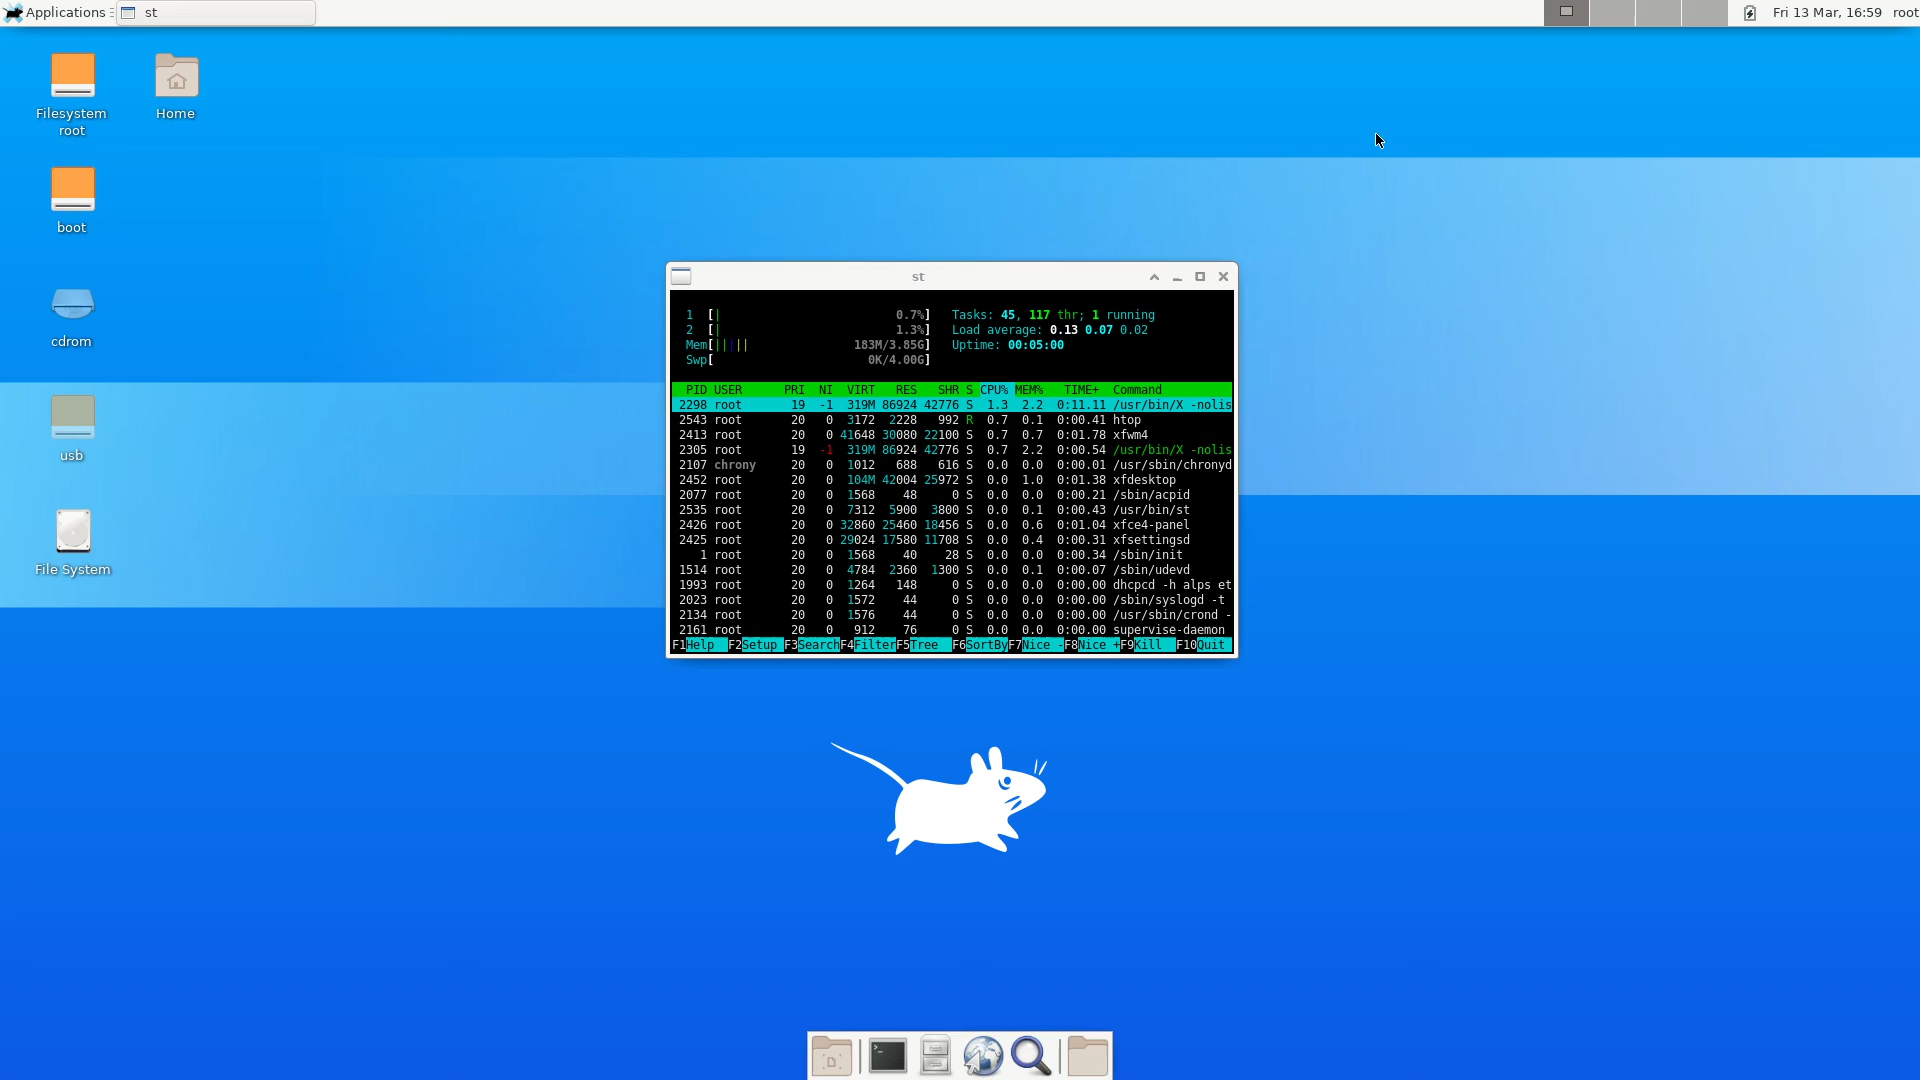 Applications
st
Fri 13 Mar, 16:59
root
Filesystem root
Home
boot
cdrom
usb
File System
st
1 [| 0.7%] Tasks: 45, 117 thr; 1 running
2 [| 1.3%] Load average: 0.13 0.07 0.02
Mem[||||| 183M/3.85G] Uptime: 00:05:00
Swp[ 0K/4.00G]
PID USER PRI NI VIRT RES SHR S CPU% MEM% TIME+ Command
2298 root 19 -1 319M 86924 42776 S 1.3 2.2 0:11.11 /usr/bin/X -nolis
2543 root 20 0 3172 2228 992 R 0.7 0.1 0:00.41 htop
2413 root 20 0 41648 30080 22100 S 0.7 0.7 0:01.78 xfwm4
2305 root 19 -1 319M 86924 42776 S 0.7 2.2 0:00.54 /usr/bin/X -nolis
2107 chrony 20 0 1012 688 616 S 0.0 0.0 0:00.01 /usr/sbin/chronyd
2452 root 20 0 104M 42004 25972 S 0.0 1.0 0:01.38 xfdesktop
2077 root 20 0 1568 48 0 S 0.0 0.0 0:00.21 /sbin/acpid
2535 root 20 0 7312 5900 3800 S 0.0 0.1 0:00.43 /usr/bin/st
2426 root 20 0 32860 25460 18456 S 0.0 0.6 0:01.04 xfce4-panel
2425 root 20 0 29024 17580 11708 S 0.0 0.4 0:00.31 xfsettingsd
1 root 20 0 1568 40 28 S 0.0 0.0 0:00.34 /sbin/init
1514 root 20 0 4784 2360 1300 S 0.0 0.1 0:00.07 /sbin/udevd
1993 root 20 0 1264 148 0 S 0.0 0.0 0:00.00 dhcpcd -h alps et
2023 root 20 0 1572 44 0 S 0.0 0.0 0:00.00 /sbin/syslogd -t
2134 root 20 0 1576 44 0 S 0.0 0.0 0:00.00 /usr/sbin/crond -
2161 root 20 0 912 76 0 S 0.0 0.0 0:00.00 supervise-daemon
F1Help F2Setup F3SearchF4FilterF5Tree F6SortByF7Nice -F8Nice +F9Kill F10Quit